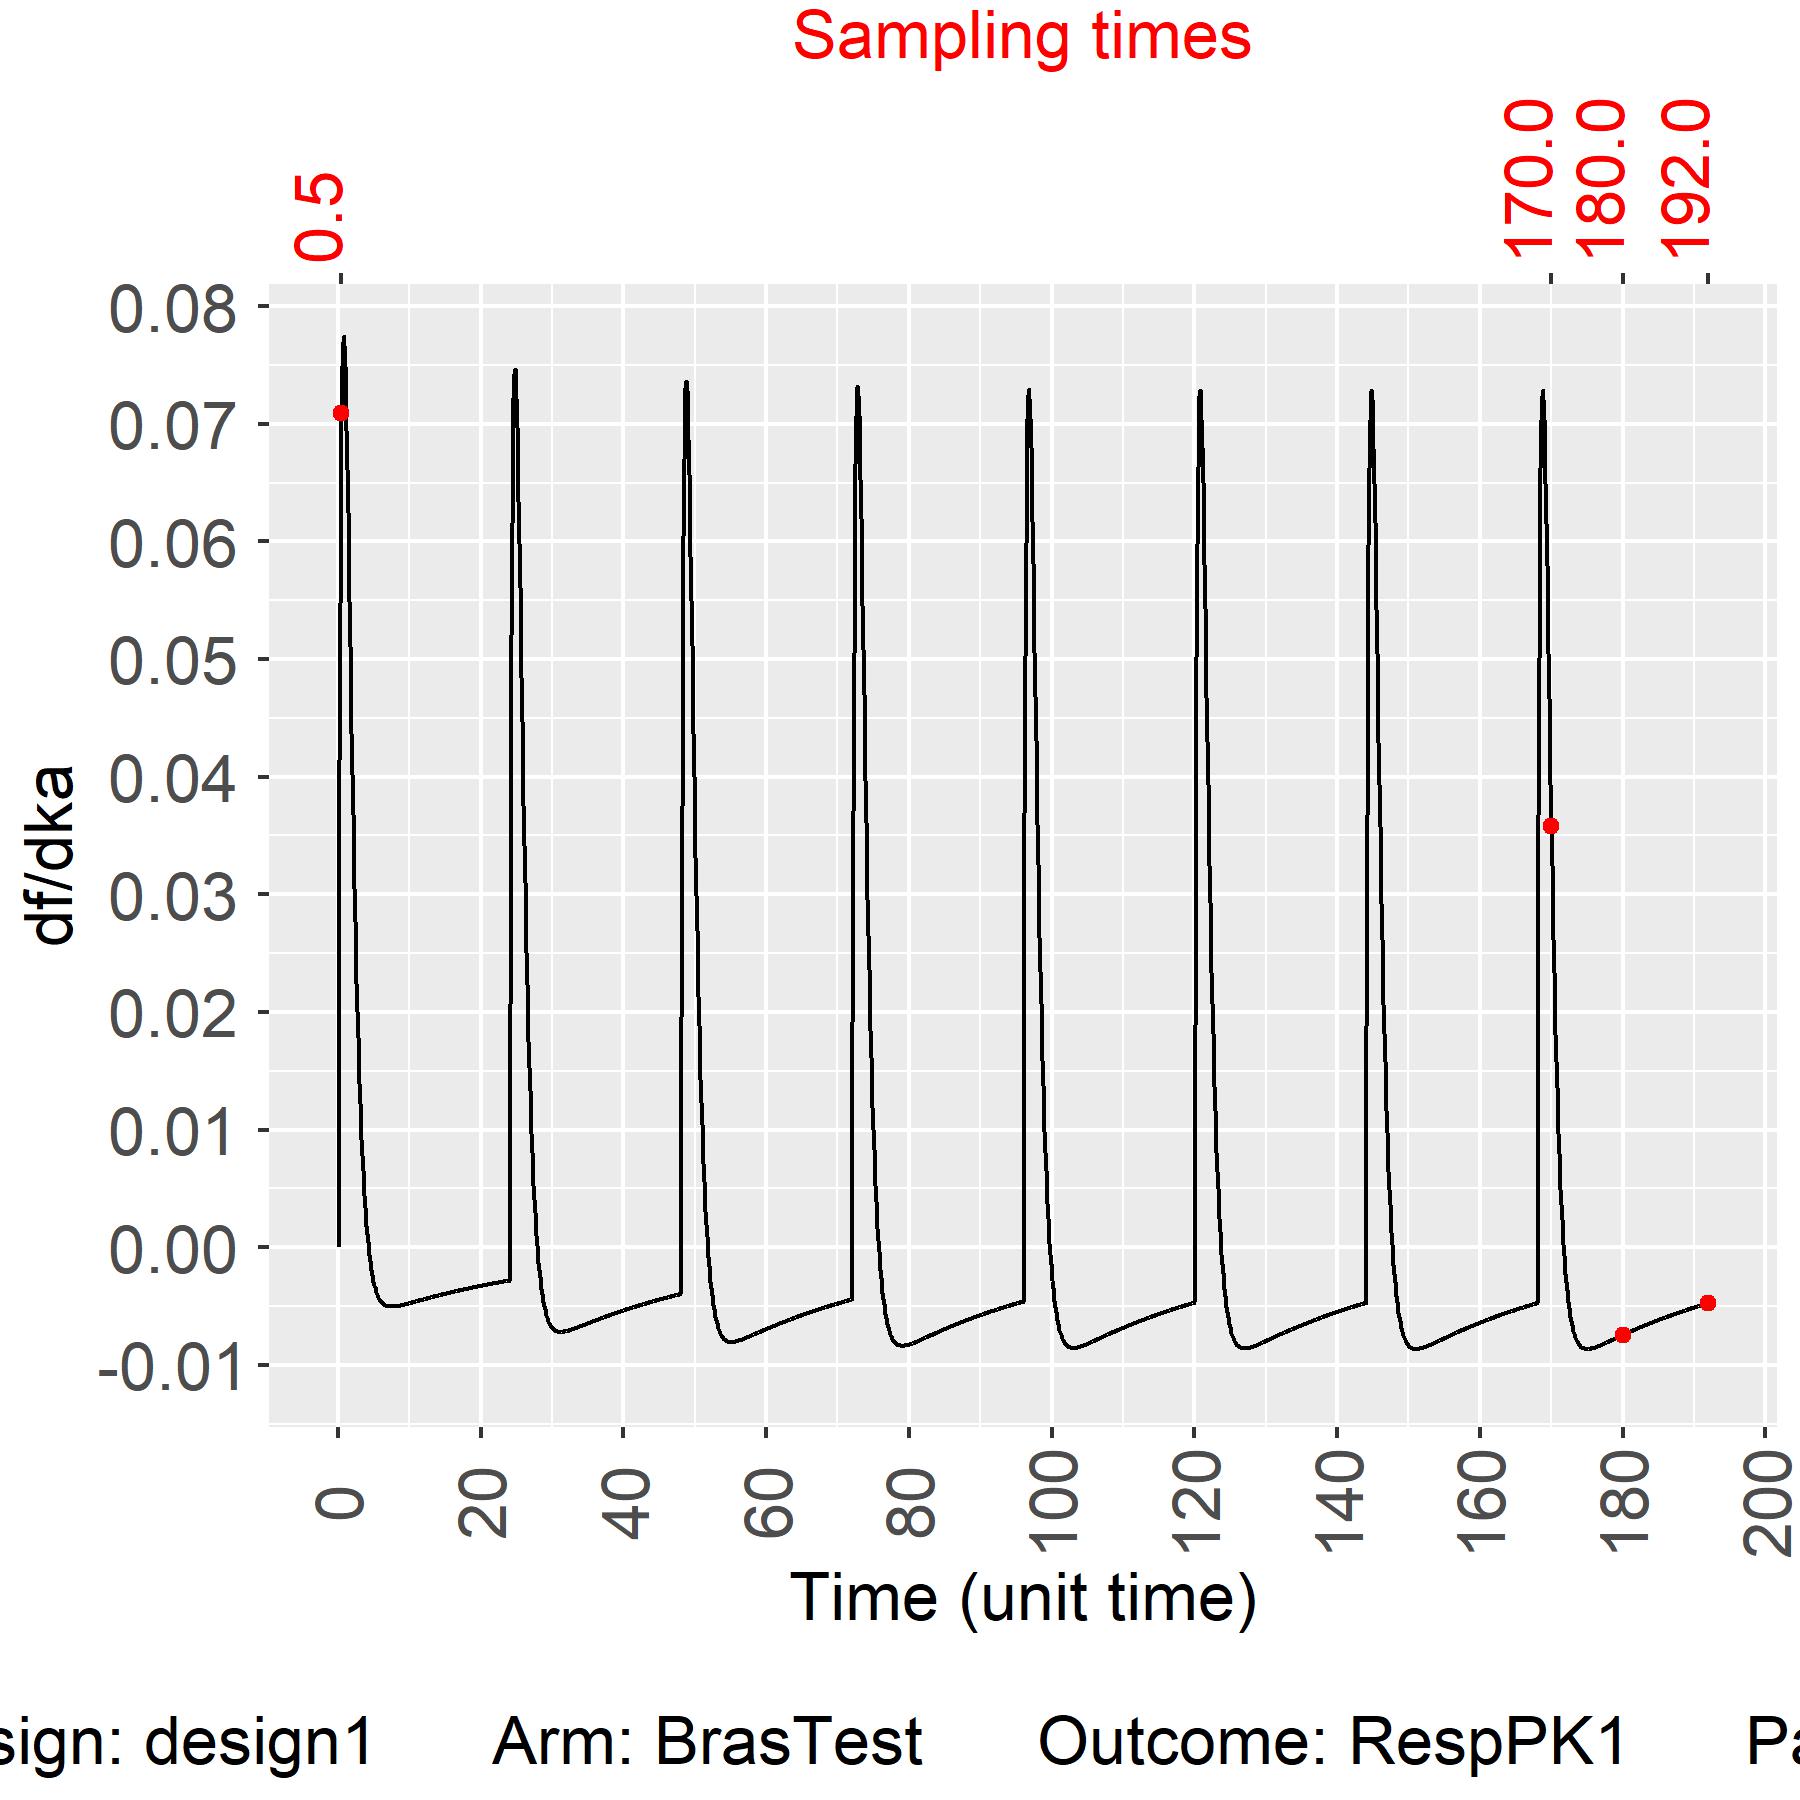 Sampling times
0.5 170.0 180.0 192.0
0.08
0.07
0.06
0.05
0.04
0.03
0.02
0.01
0.00
-0.01
df/dka
0 20 40 60 80 100 120 140 160 180 200
Time (unit time)
sign: design1 Arm: BrasTest Outcome: RespPK1 Pa